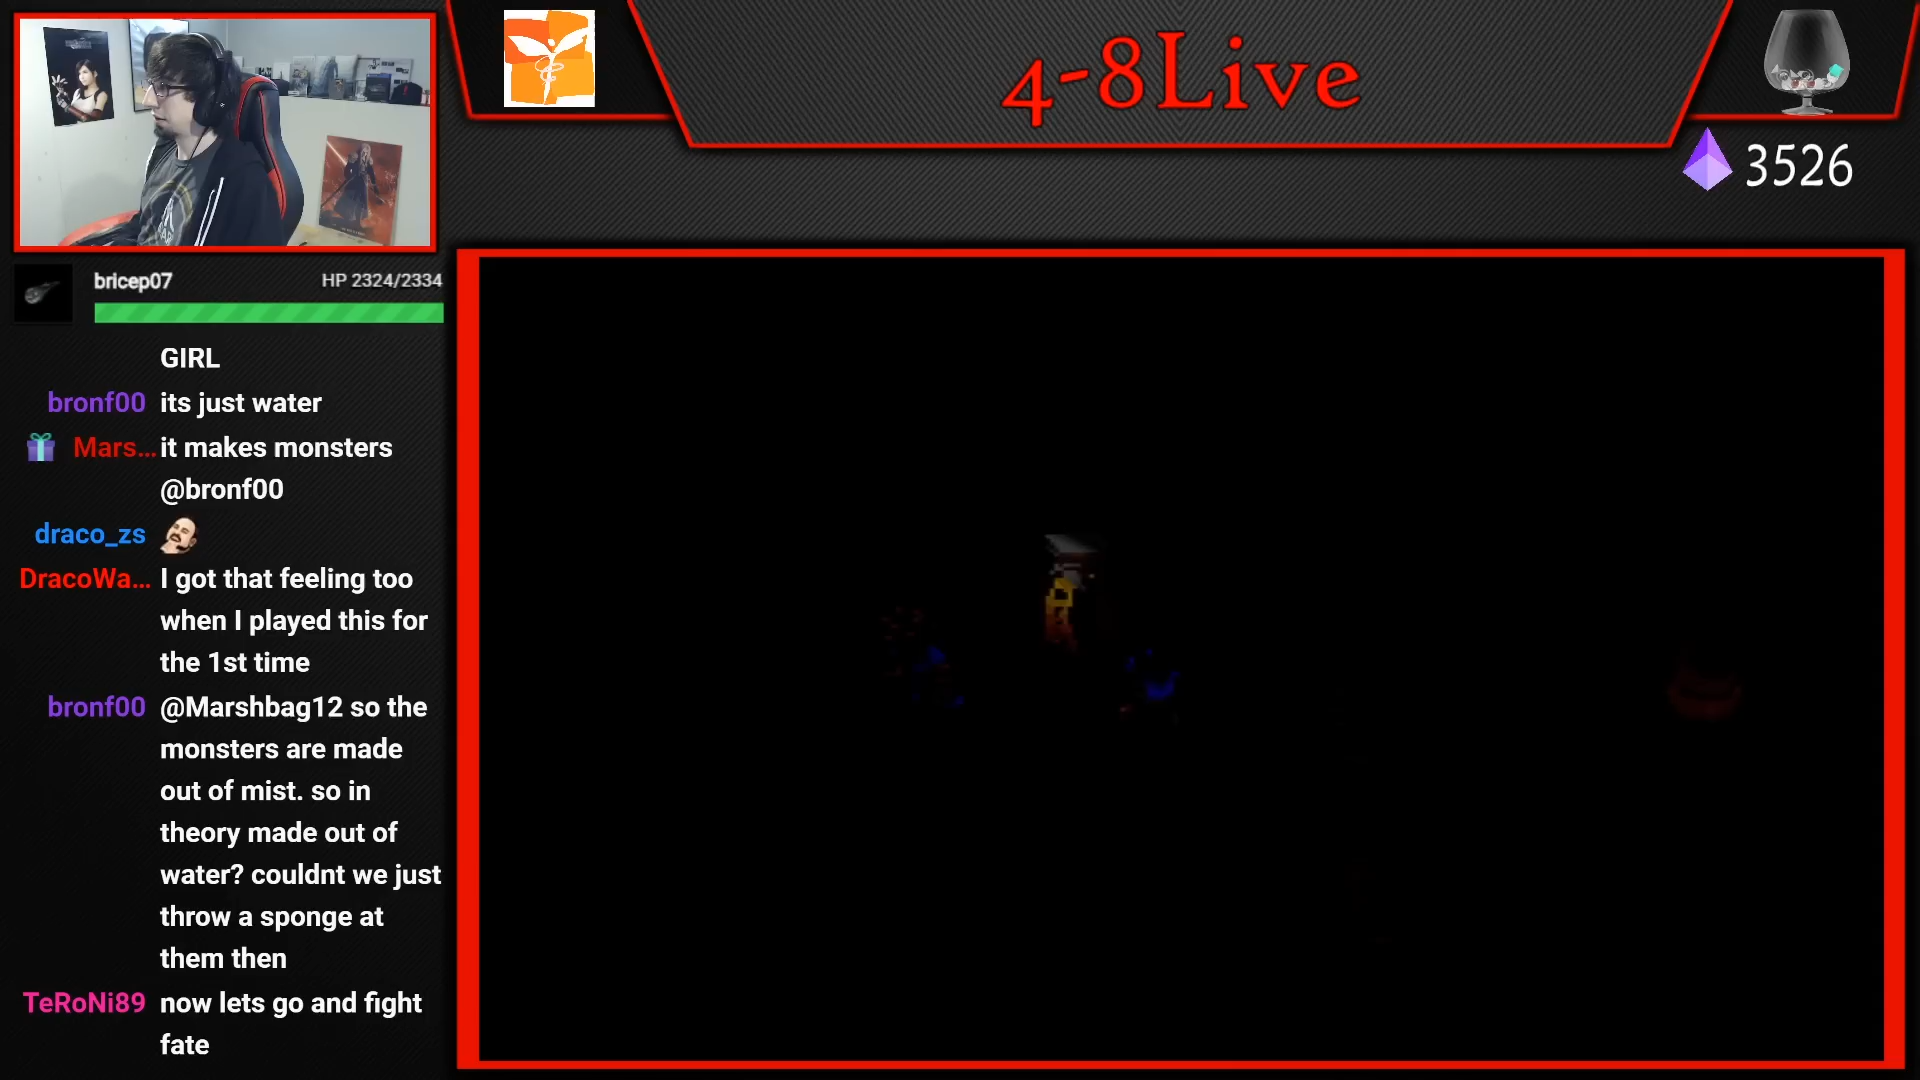 4-8Live
3526
bricep07 HP 2324/2334
GIRL
bronf00 its just water
Mars... it makes monsters
@bronf00
draco_zs
DracoWa... I got that feeling too
when I played this for
the 1st time
bronf00 @Marshbag12 so the
monsters are made
out of mist. so in
theory made out of
water? couldnt we just
throw a sponge at
them then
TeRoNi89 now lets go and fight
fate